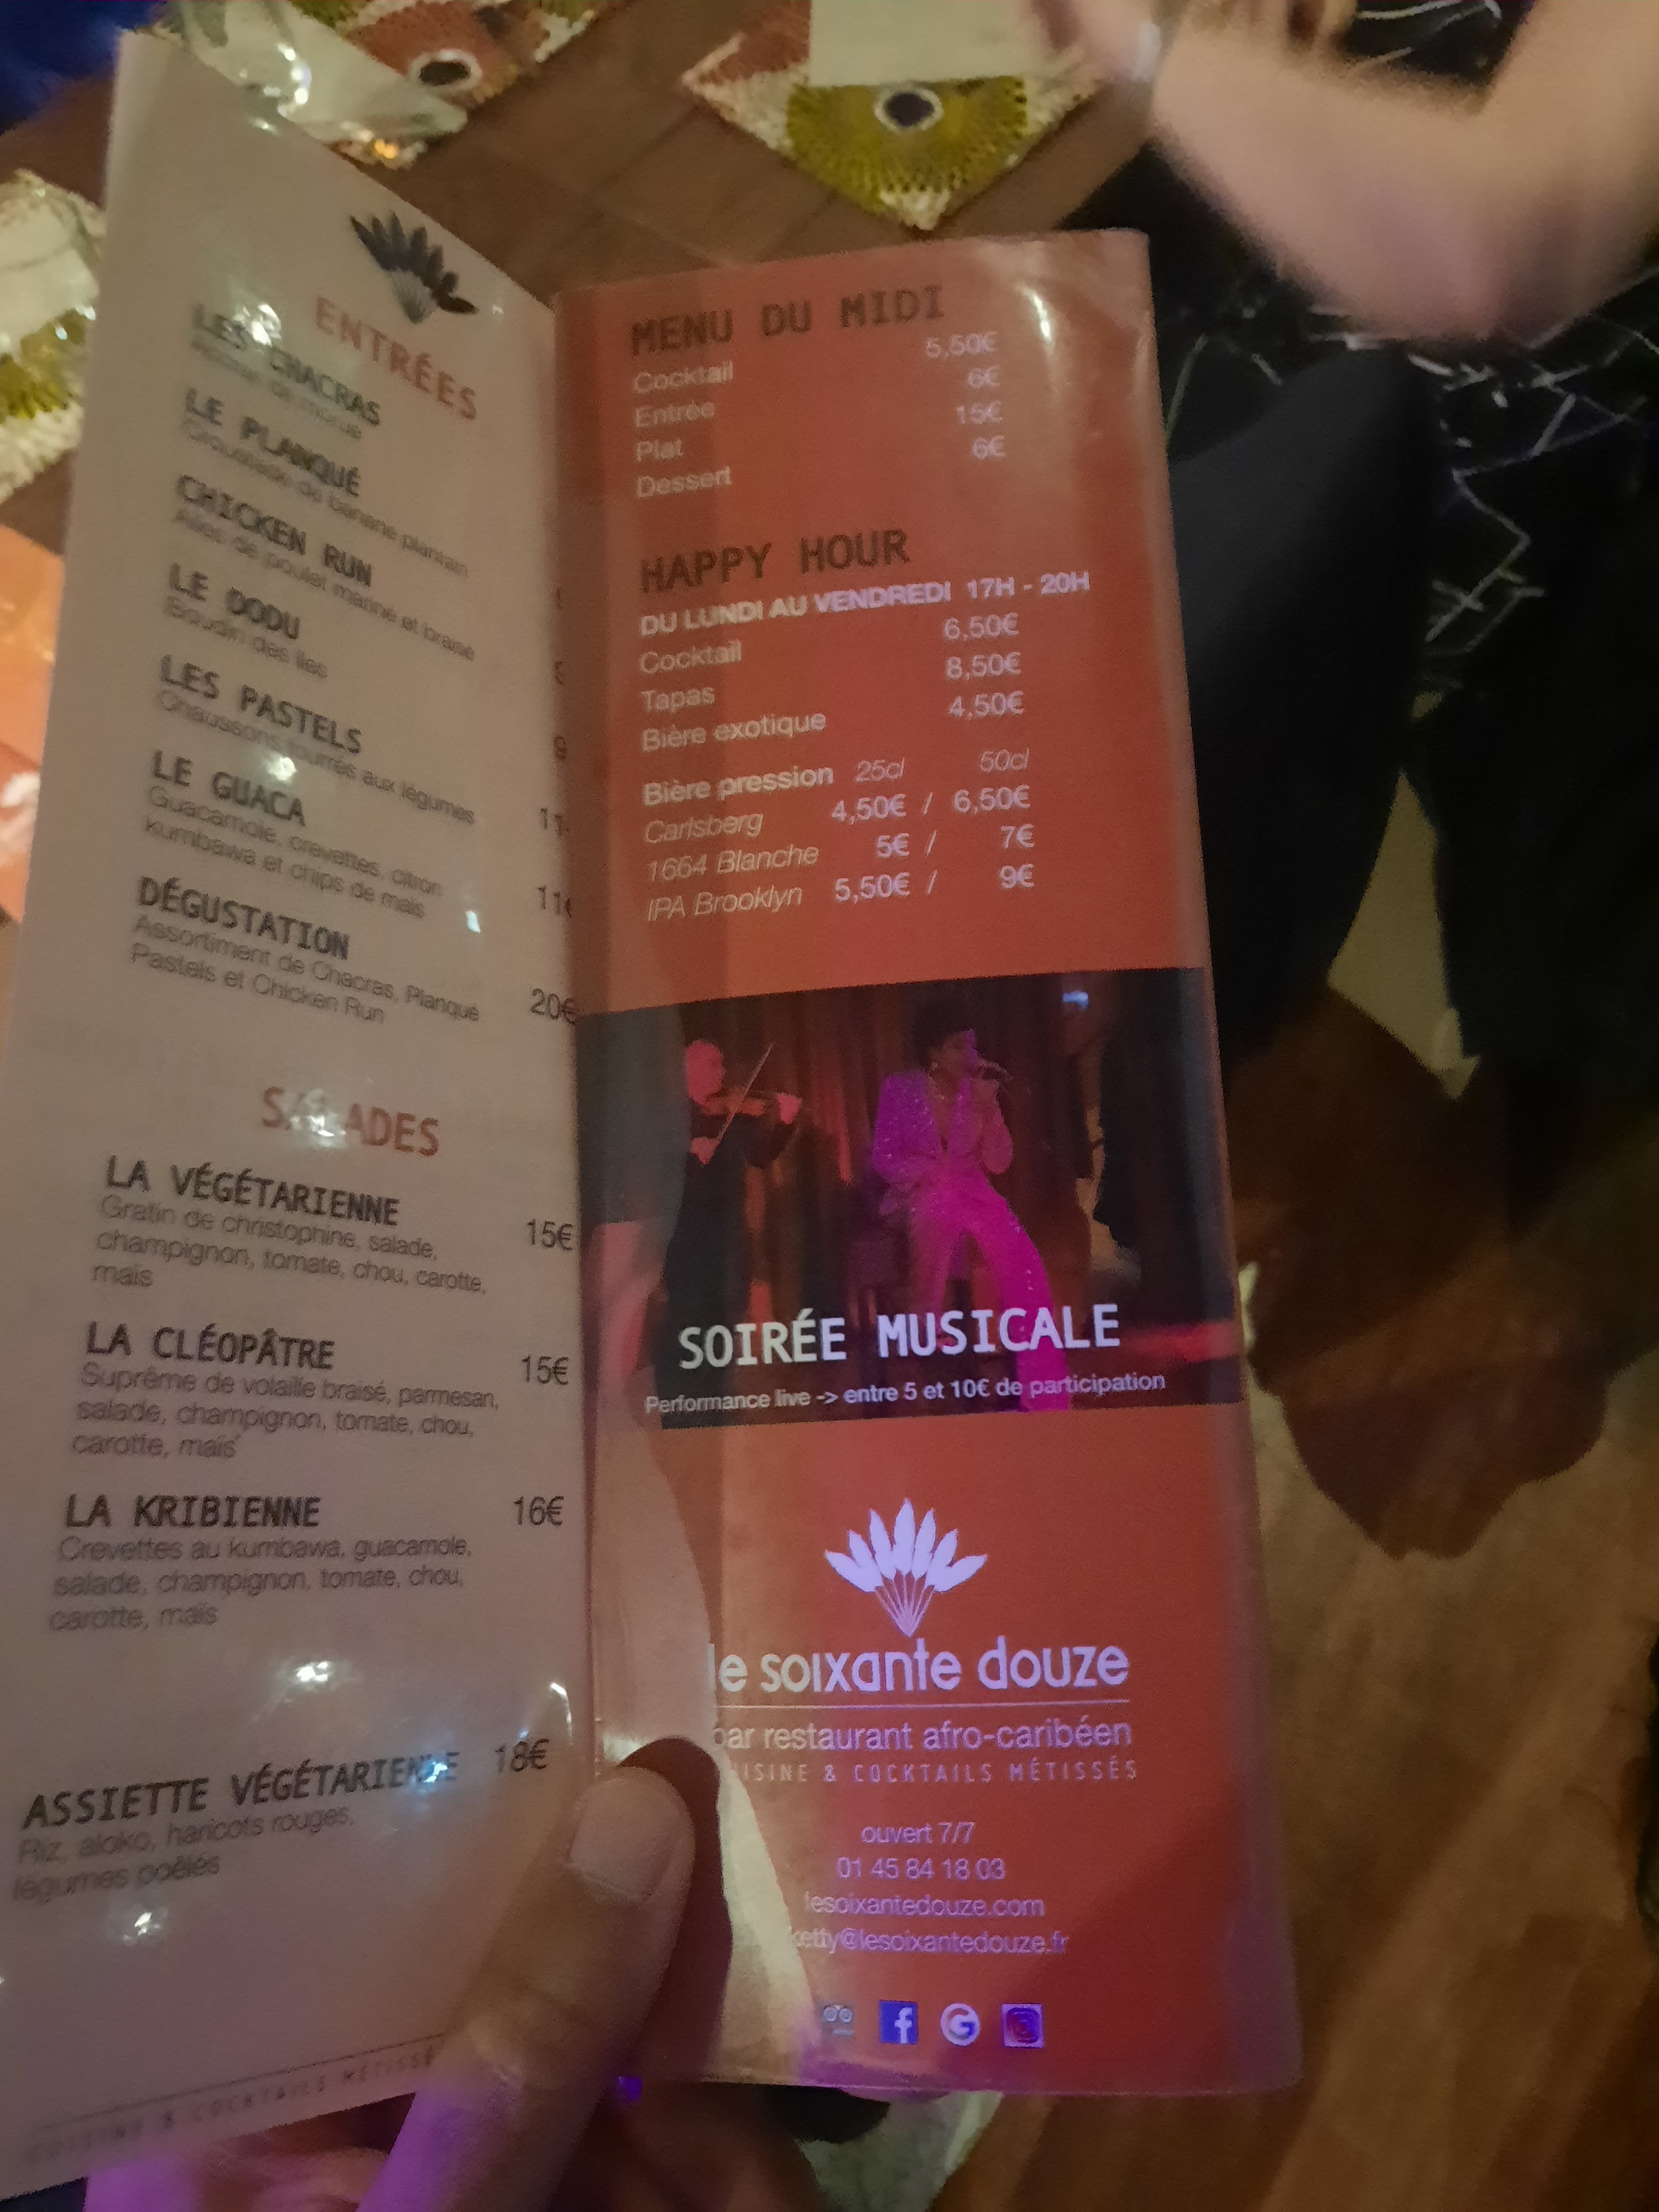 ENTRÉES
LES CHACRAS
LE PLANQUÉ
Croustade de banane plantain
CHICKEN RUN
Ailes de poulet mariné et braisé
LE DODU
Boudin des îles
LES PASTELS
Chaussons fourrés aux légumes
LE GUACA
Guacamole, crevettes, citron
kumbawa et chips de maïs
DÉGUSTATION 20€
Assortiment de Chacras, Planqué
Pastels et Chicken Run
SALADES
LA VÉGÉTARIENNE 15€
Gratin de christophine, salade,
champignon, tomate, chou, carotte,
maïs
LA CLÉOPÂTRE 15€
Suprême de volaille braisé, parmesan,
salade, champignon, tomate, chou,
carotte, maïs
LA KRIBIENNE 16€
Crevettes au kumbawa, guacamole,
salade, champignon, tomate, chou,
carotte, maïs
ASSIETTE VÉGÉTARIENNE 18€
Riz, aloko, haricots rouges,
légumes poêlés
CUISINE & COCKTAILS MÉTISSÉ
MENU DU MIDI
Cocktail 5,50€
Entrée 6€
Plat 15€
Dessert 6€
HAPPY HOUR
DU LUNDI AU VENDREDI 17H - 20H
Cocktail 6,50€
Tapas 8,50€
Bière exotique 4,50€
Bière pression 25cl 50cl
Carlsberg 4,50€ / 6,50€
1664 Blanche 5€ / 7€
IPA Brooklyn 5,50€ / 9€
SOIRÉE MUSICALE
Performance live -> entre 5 et 10€ de participation
le soixante douze
bar restaurant afro-caribéen
ISINE & COCKTAILS MÉTISSÉS
ouvert 7/7
01 45 84 18 03
lesoixantedouze.com
ketty@lesoixantedouze.fr